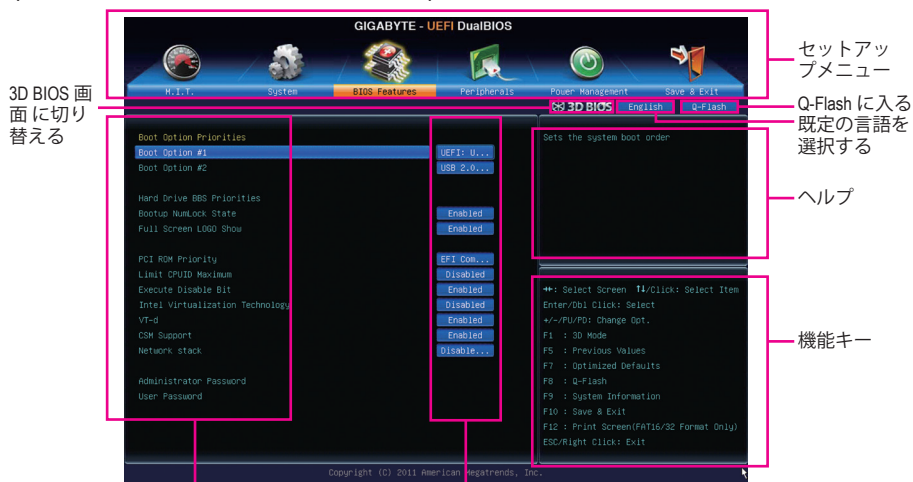 GIGABYTE - UEFI DualBIOS
M.I.T.
System
BIOS Features
Peripherals
Power Management
Save & Exit
セットアッ
プメニュー
3D BIOS 画
面 に切り
替える
3D BIOS
English
Q-Flash
Q-Flash に入る
既定の言語を
選択する
Boot Option Priorities
Boot Option #1 UEFI: U...
Boot Option #2 USB 2.0...
Hard Drive BBS Priorities
Bootup NumLock State Enabled
Full Screen LOGO Show Enabled
PCI ROM Priority EFI Com...
Limit CPUID Maximum Disabled
Execute Disable Bit Enabled
Intel Virtualization Technology Disabled
VT-d Enabled
CSM Support Enabled
Network stack Disable...
Administrator Password
User Password
Sets the system boot order
ヘルプ
→←: Select Screen ↑↓/Click: Select Item
Enter/Dbl Click: Select
+/-/PU/PD: Change Opt.
F1 : 3D Mode
F5 : Previous Values
F7 : Optimized Defaults
F8 : Q-Flash
F9 : System Information
F10 : Save & Exit
F12 : Print Screen(FAT16/32 Format Only)
ESC/Right Click: Exit
機能キー
Copyright (C) 2011 American Megatrends, Inc.